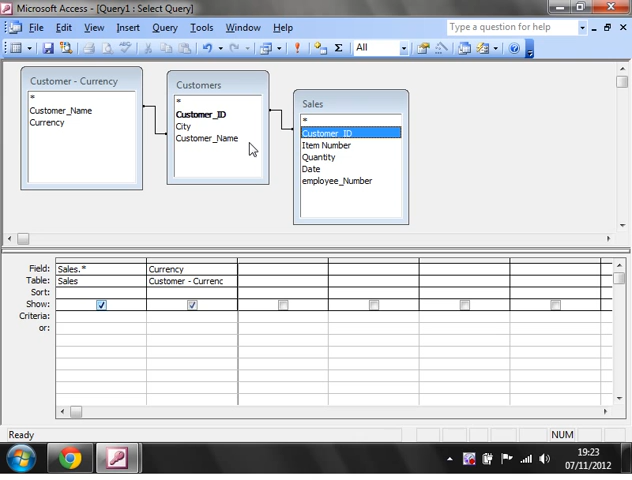 Microsoft Access - [Query1 : Select Query]
File Edit View Insert Query Tools Window Help
Type a question for help
All
Customer - Currency
*
Customer_Name
Currency
Customers
*
Customer_ID
City
Customer_Name
Sales
*
Customer_ID
Item Number
Quantity
Date
employee_Number
Field: Sales.* Currency
Table: Sales Customer - Currenc
Sort:
Show:
Criteria:
or:
Ready
NUM
19:23
07/11/2012